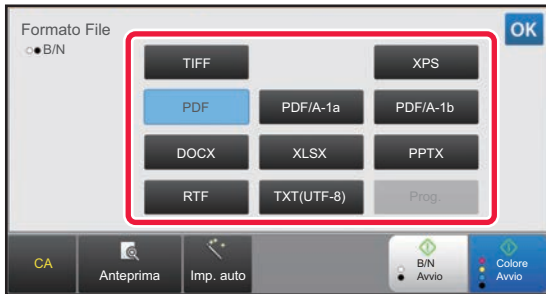 Formato File
B/N
OK
TIFF
XPS
PDF
PDF/A-1a
PDF/A-1b
DOCX
XLSX
PPTX
RTF
TXT(UTF-8)
Prog.
CA
Anteprima
Imp. auto
B/N
Avvio
Colore
Avvio